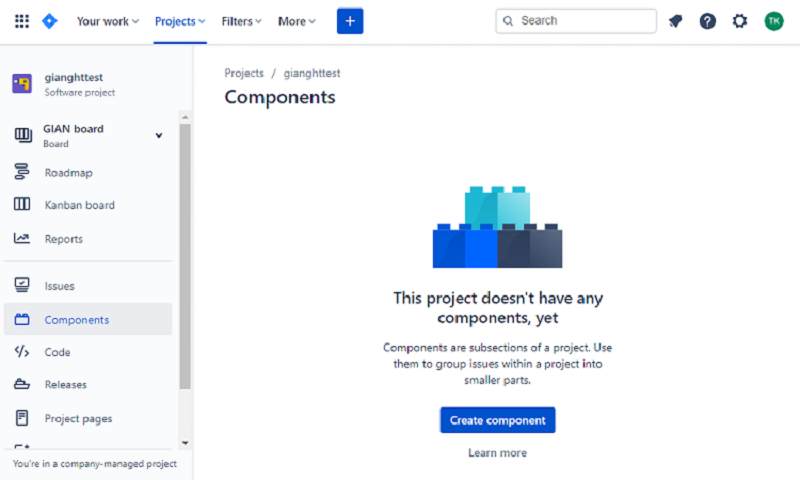 Your work Projects Filters More + Search ? TK
gianghttest
Software project
GIAN board
Board
Roadmap
Kanban board
Reports
Issues
Components
Code
Releases
Project pages
You're in a company-managed project
Projects / gianghttest
Components
This project doesn't have any
components, yet
Components are subsections of a project. Use
them to group issues within a project into
smaller parts.
Create component
Learn more